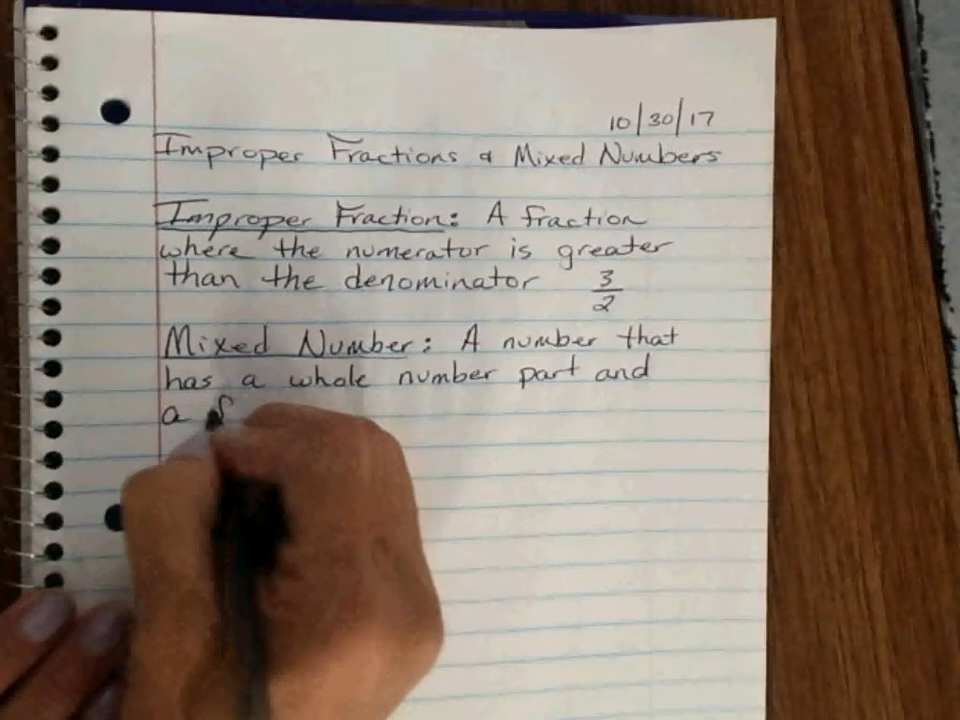 10/30/17
Improper Fractions & Mixed Numbers
Improper Fraction: A fraction
where the numerator is greater
than the denominator 3/2
Mixed Number: A number that
has a whole number part and
a f